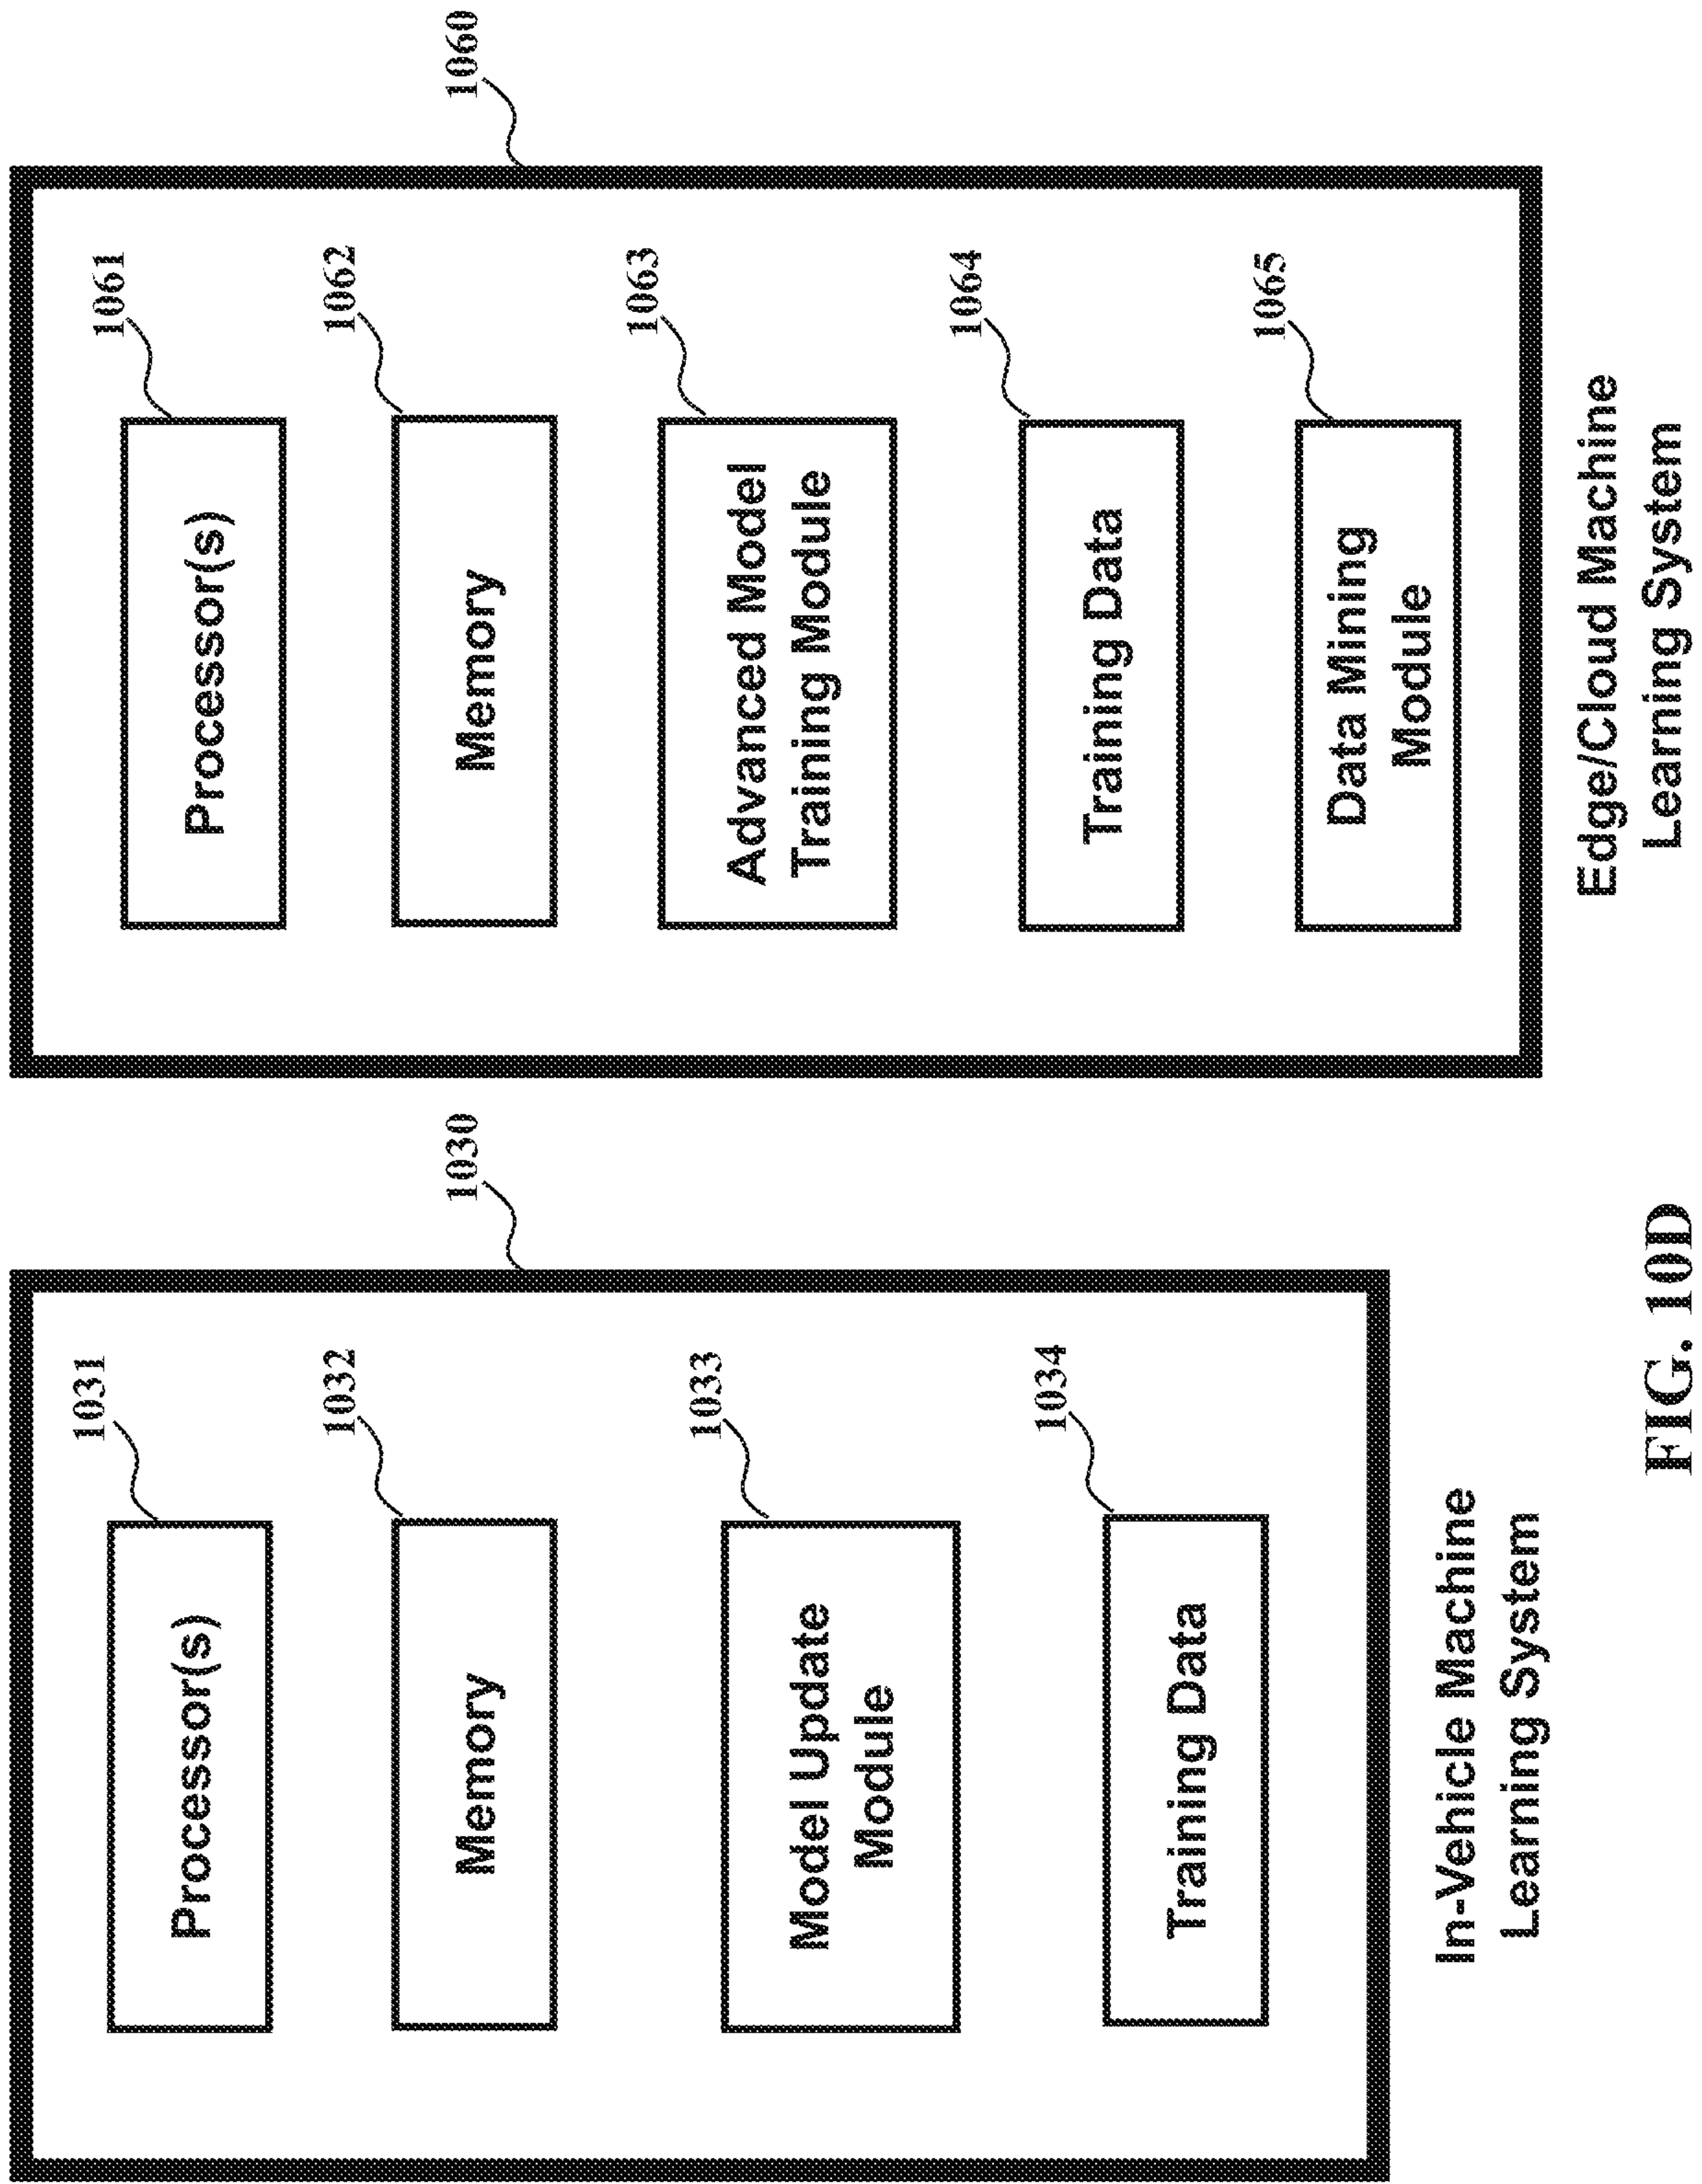 1030
1031
Processor(s)
1032
Memory
1033
Model Update
Module
1034
Training Data
In-Vehicle Machine
Learning System
1060
1061
Processor(s)
1062
Memory
1063
Advanced Model
Training Module
1064
Training Data
1065
Data Mining
Module
Edge/Cloud Machine
Learning System
FIG. 10D